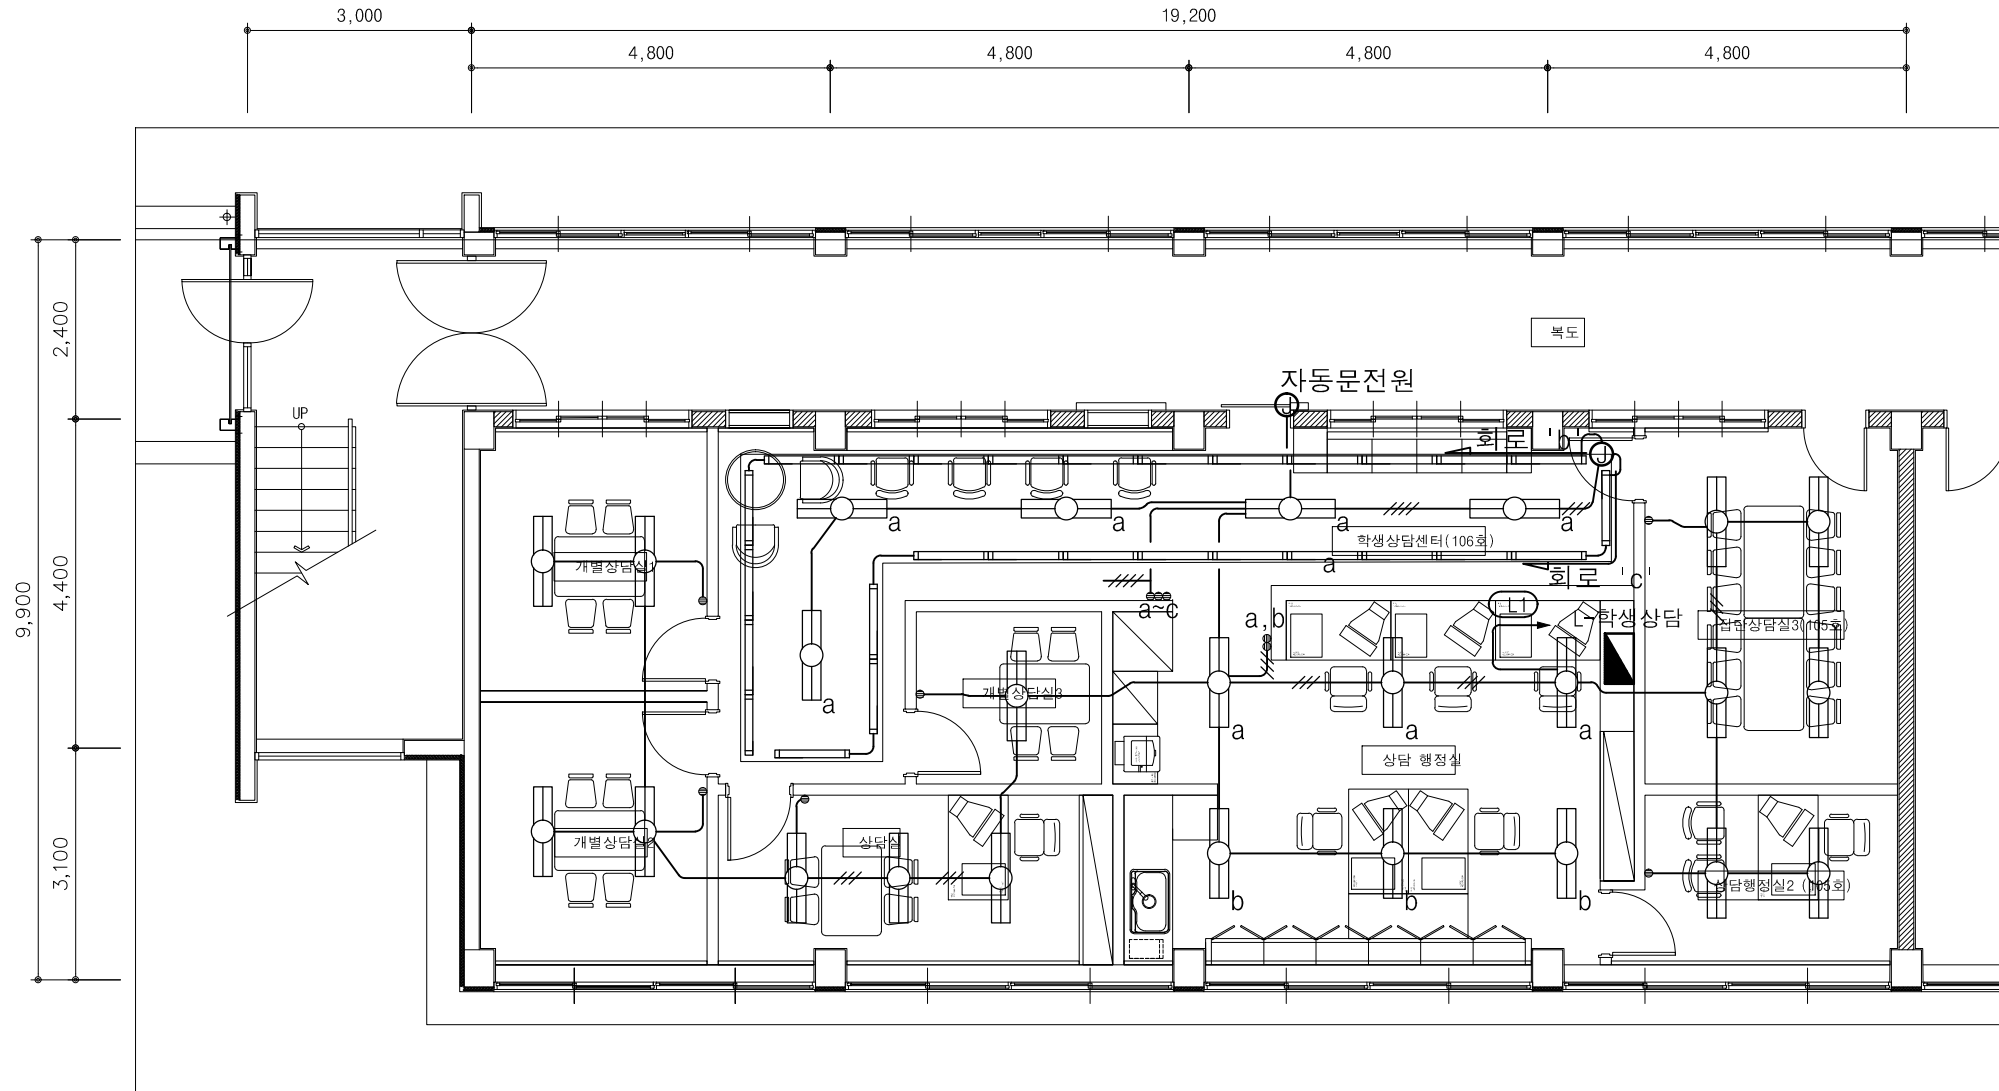 3,000
19,200
4,800
4,800
4,800
4,800
복도
2,400
자동문전원
UP
J
회로 'b'
J
a
a
a
a
학생상담센터(106호)
a
회로 'c'
개별상담실1
4,400
9,900
a~c
a,b
L1
L-학생상담
집단상담실3(105호)
개별상담실3
a
a
a
a
상담 행정실
개별상담실2
상담실
3,100
상담행정실2 (105호)
b
b
b